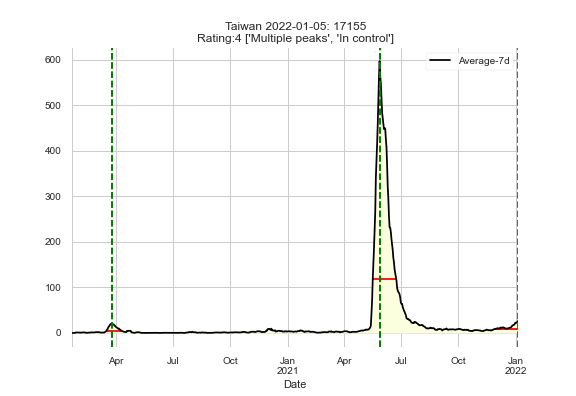 Taiwan 2022-01-05: 17155
Rating:4 ['Multiple peaks', 'In control']
Average-7d
600
500
400
300
200
100
0
Apr Jul Oct Jan Apr Jul Oct Jan
2021 2022
Date